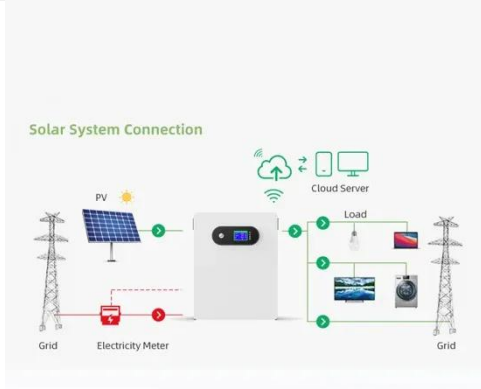 Solar System Connection
Cloud Server
PV
Load
Grid
Electricity Meter
Grid